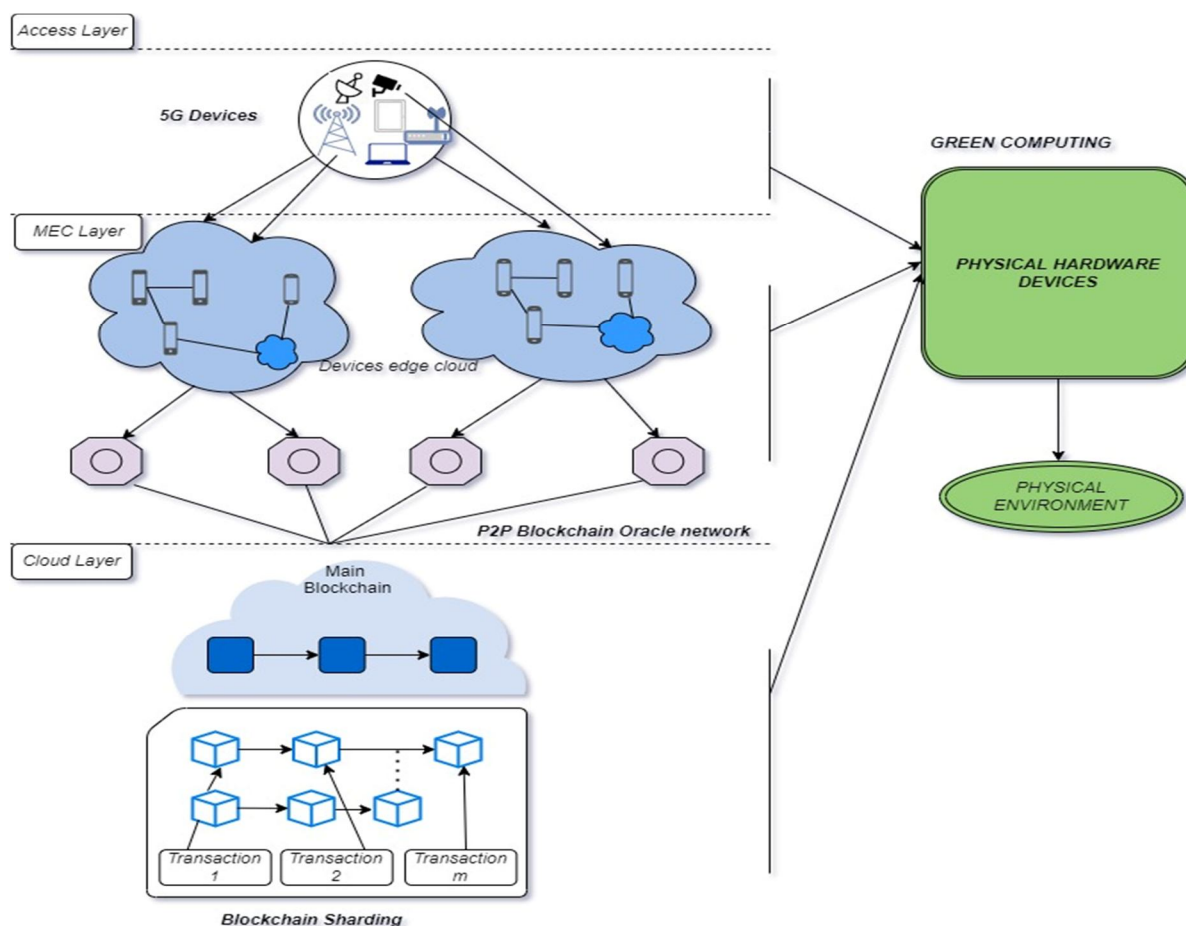 Access Layer
5G Devices
GREEN COMPUTING
MEC Layer
PHYSICAL HARDWARE
DEVICES
Devices edge cloud
PHYSICAL
ENVIRONMENT
P2P Blockchain Oracle network
Cloud Layer
Main
Blockchain
Transaction
1
Transaction
2
Transaction
m
Blockchain Sharding